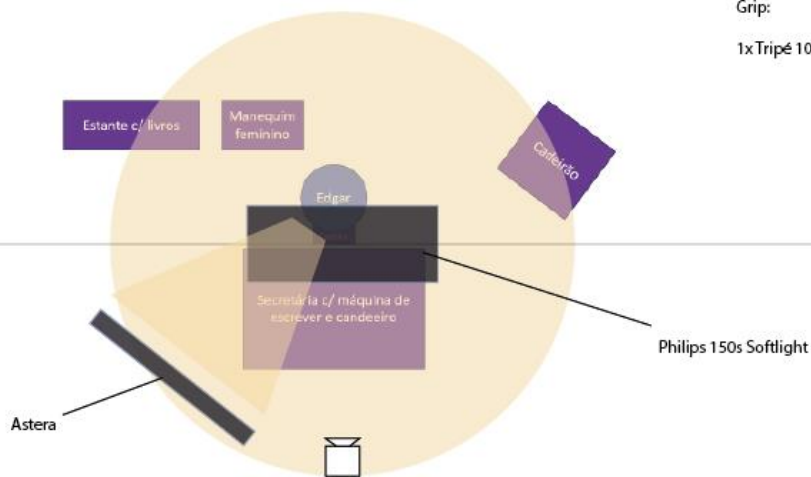 Grip:
1x Tripé 10
Estante c/ livros
Manequim
feminino
Cadeirão
Edgar
Secretária c/ máquina de
escrever e candeeiro
Philips 150s Softlight
Astera